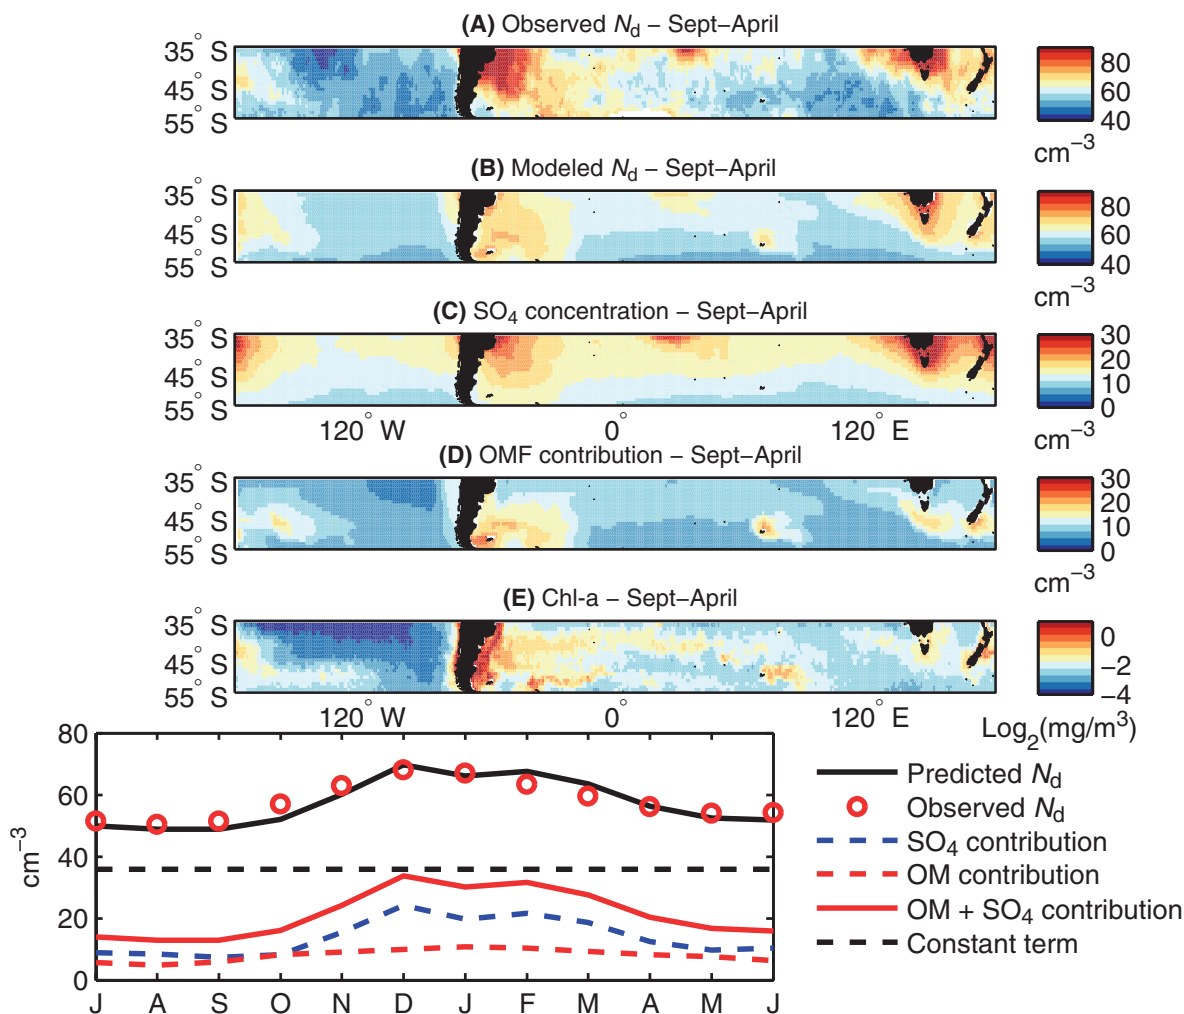 (A) Observed Nd – Sept–April
35° S
45° S
55° S
80
60
40
cm−3
(B) Modeled Nd – Sept–April
35° S
45° S
55° S
80
60
40
cm−3
(C) SO4 concentration – Sept–April
35° S
45° S
55° S
120° W 0° 120° E
30
20
10
0
(D) OMF contribution – Sept–April
35° S
45° S
55° S
30
20
10
0
cm−3
(E) Chl-a – Sept–April
35° S
45° S
55° S
120° W 0° 120° E
0
−2
−4
Log2(mg/m3)
80
60
40
20
0
cm−3
J A S O N D J F M A M J
Predicted Nd
Observed Nd
SO4 contribution
OM contribution
OM + SO4 contribution
Constant term